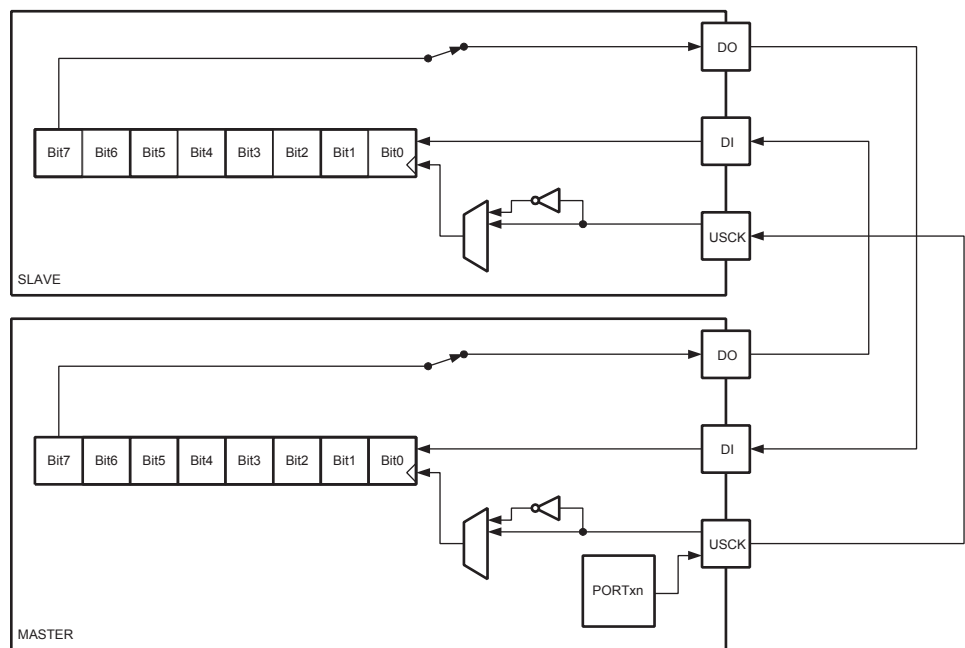 DO
Bit7 Bit6 Bit5 Bit4 Bit3 Bit2 Bit1 Bit0
DI
USCK
SLAVE
DO
Bit7 Bit6 Bit5 Bit4 Bit3 Bit2 Bit1 Bit0
DI
USCK
PORTxn
MASTER